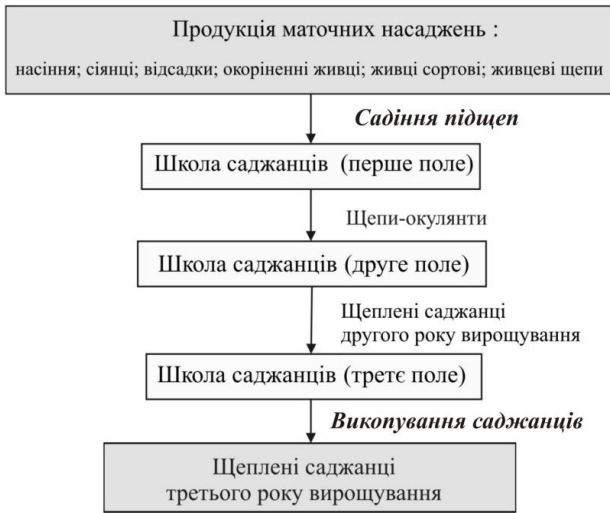 Продукція маточних насаджень :
насіння; сіянці; відсадки; окоріненні живці; живці сортові; живцеві щепи
Садіння підщеп
Школа саджанців (перше поле)
Щепи-окулянти
Школа саджанців (друге поле)
Щеплені саджанці
другого року вирощування
Школа саджанців (третє поле)
Викопування саджанців
Щеплені саджанці
третього року вирощування